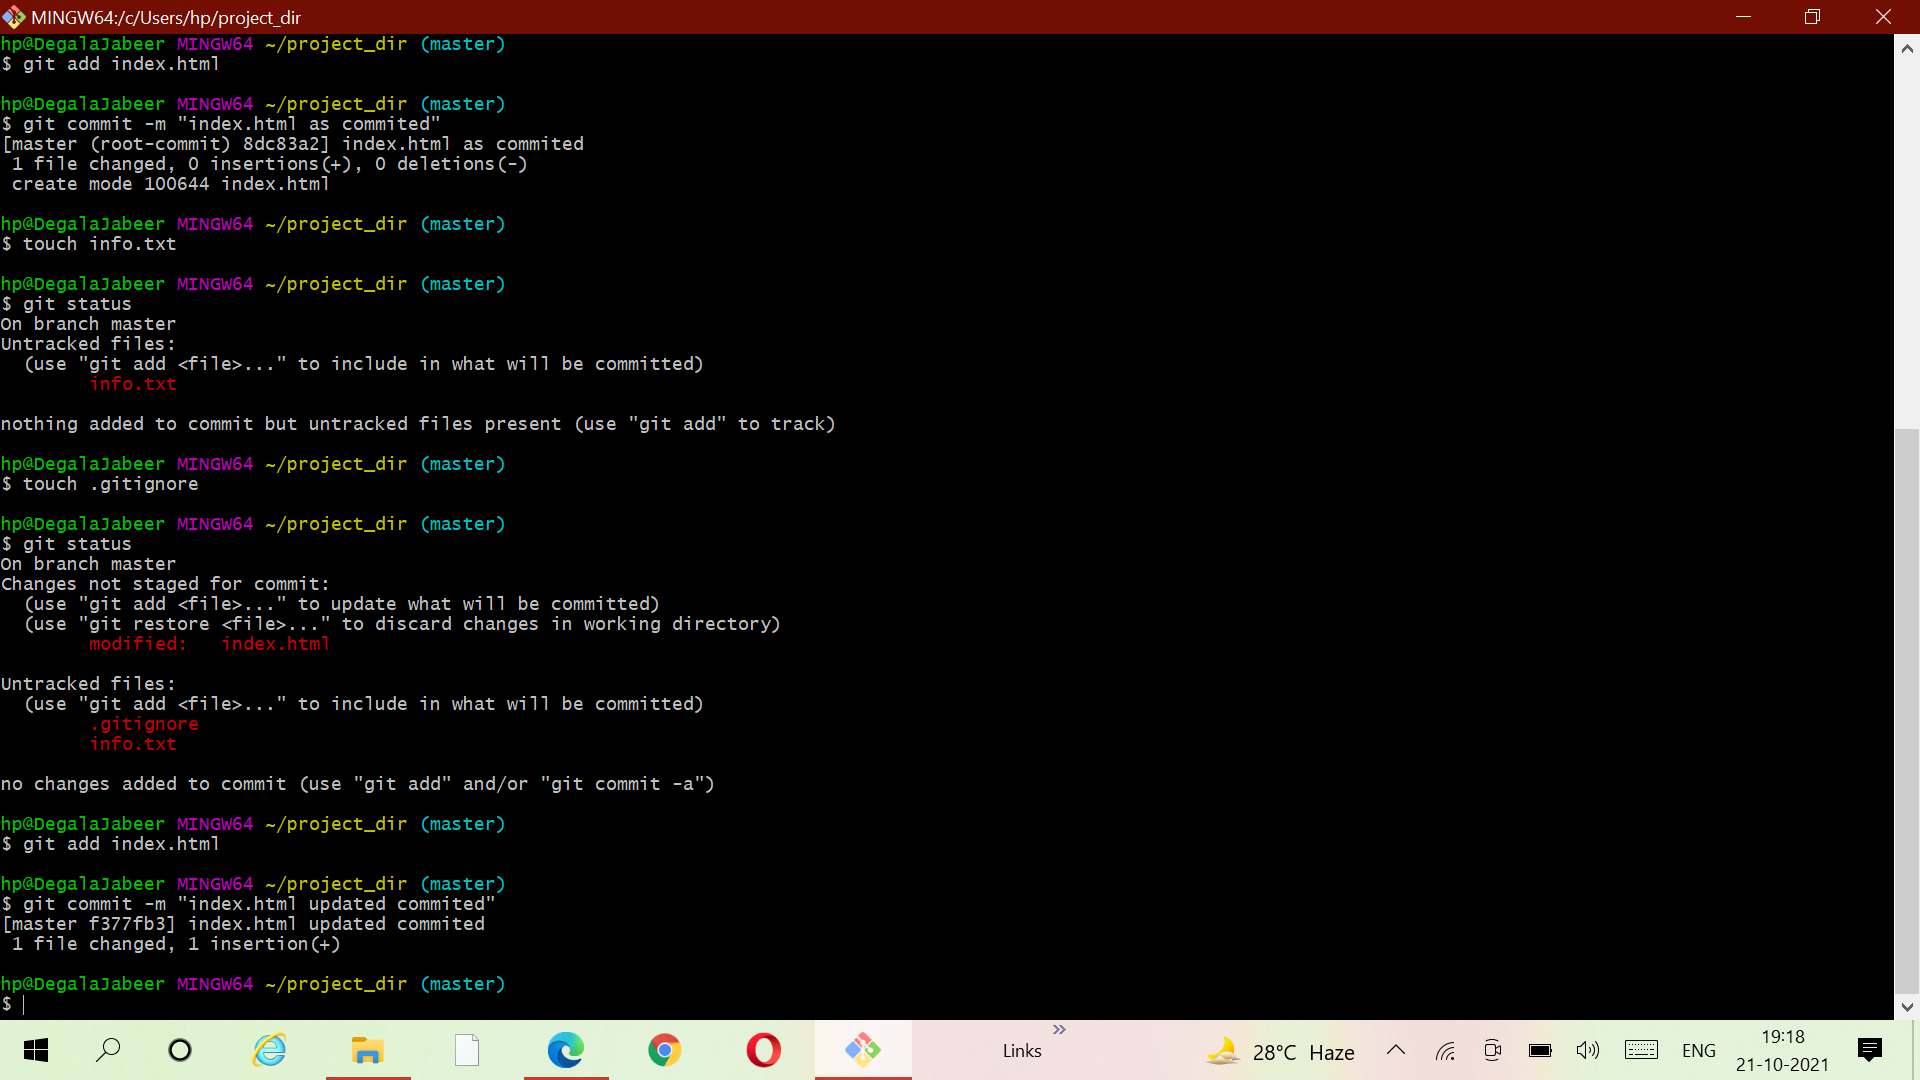 MINGW64:/c/Users/hp/project_dir
hp@DegalaJabeer MINGW64 ~/project_dir (master)
$ git add index.html
hp@DegalaJabeer MINGW64 ~/project_dir (master)
$ git commit -m "index.html as commited"
[master (root-commit) 8dc83a2] index.html as commited
 1 file changed, 0 insertions(+), 0 deletions(-)
 create mode 100644 index.html
hp@DegalaJabeer MINGW64 ~/project_dir (master)
$ touch info.txt
hp@DegalaJabeer MINGW64 ~/project_dir (master)
$ git status
On branch master
Untracked files:
  (use "git add <file>..." to include in what will be committed)
        info.txt
nothing added to commit but untracked files present (use "git add" to track)
hp@DegalaJabeer MINGW64 ~/project_dir (master)
$ touch .gitignore
hp@DegalaJabeer MINGW64 ~/project_dir (master)
$ git status
On branch master
Changes not staged for commit:
  (use "git add <file>..." to update what will be committed)
  (use "git restore <file>..." to discard changes in working directory)
        modified:   index.html
Untracked files:
  (use "git add <file>..." to include in what will be committed)
        .gitignore
        info.txt
no changes added to commit (use "git add" and/or "git commit -a")
hp@DegalaJabeer MINGW64 ~/project_dir (master)
$ git add index.html
hp@DegalaJabeer MINGW64 ~/project_dir (master)
$ git commit -m "index.html updated commited"
[master f377fb3] index.html updated commited
 1 file changed, 1 insertion(+)
hp@DegalaJabeer MINGW64 ~/project_dir (master)
$
Links
28°C Haze
ENG
19:18
21-10-2021